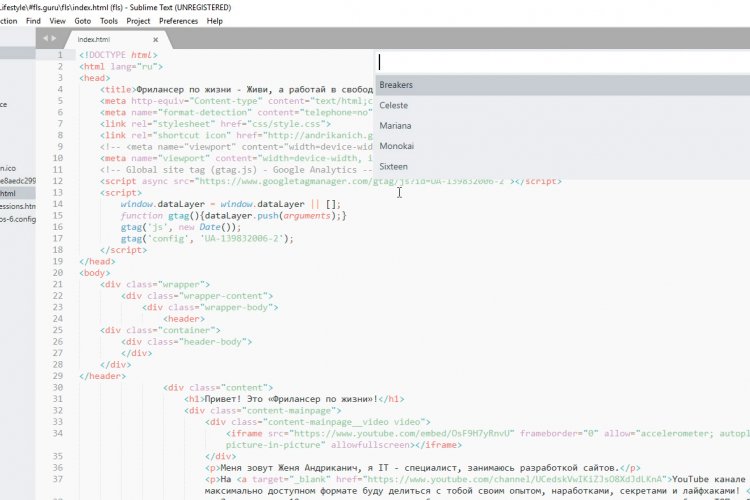 Lifestyle\#fls.guru\fls\index.html (fls) - Sublime Text (UNREGISTERED)
Find View Goto Tools Project Preferences Help
index.html ×
1 <!DOCTYPE html>
2 <html lang="ru">
3 <head>
4 <title>Фрилансер по жизни - Живи, а работай в свобод
5 <meta http-equiv="Content-type" content="text/html;c
6 <meta name="format-detection" content="telephone=no"
7 <link rel="stylesheet" href="css/style.css">
8 <link rel="shortcut icon" href="http://andrikanich.g
9 <!-- <meta name="viewport" content="width=device-widt
10 <meta name="viewport" content="width=device-width, i
11 <!-- Global site tag (gtag.js) - Google Analytics --
12 <script async src="https://www.googletagmanager.com/gtag/js?id=UA-139832006-2"></script>
13 <script>
14 window.dataLayer = window.dataLayer || [];
15 function gtag(){dataLayer.push(arguments);}
16 gtag('js', new Date());
17 gtag('config', 'UA-139832006-2');
18 </script>
19 </head>
20 <body>
21 <div class="wrapper">
22 <div class="wrapper-content">
23 <div class="wrapper-body">
24 <header>
25 <div class="container">
26 <div class="header-body">
27 </div>
28 </div>
29 </header>
30 <div class="content">
31 <h1>Привет! Это «Фрилансер по жизни»!</h1>
32 <div class="content-mainpage">
33 <div class="content-mainpage__video video">
34 <iframe src="https://www.youtube.com/embed/OsF9H7yRnvU" frameborder="0" allow="accelerometer; autopl
picture-in-picture" allowfullscreen></iframe>
35 </div>
36 <p>Меня зовут Женя Андриканич, я IT - специалист, занимаюсь разработкой сайтов.</p>
37 <p>На <a target="_blank" href="https://www.youtube.com/channel/UCedskVwIKiZJsO8XdJdLKnA">YouTube канале
максимально доступном формате буду делиться с тобой своим опытом, наработками, секретами и лайфхаками!
Breakers
Celeste
Mariana
Monokai
Sixteen
on.ico
e8aedc299
html
essions.htm
os-6.config